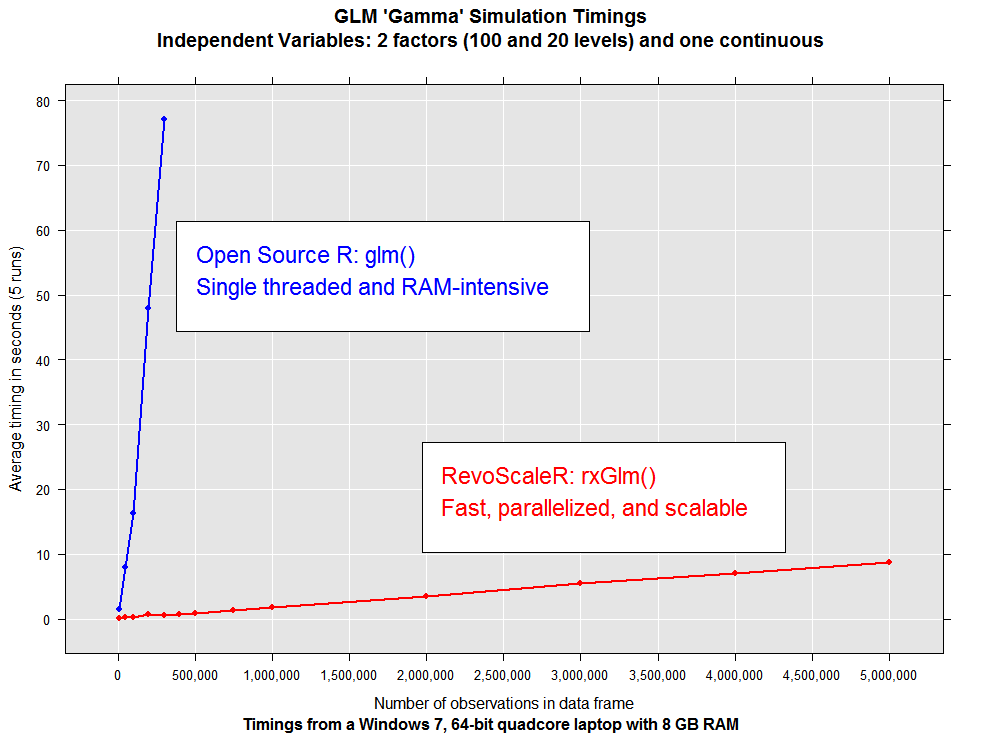 GLM 'Gamma' Simulation Timings
Independent Variables: 2 factors (100 and 20 levels) and one continuous
80
70
60
50
40
30
20
10
0
Average timing in seconds (5 runs)
Open Source R: glm()
Single threaded and RAM-intensive
RevoScaleR: rxGlm()
Fast, parallelized, and scalable
0 500,000 1,000,000 1,500,000 2,000,000 2,500,000 3,000,000 3,500,000 4,000,000 4,500,000 5,000,000
Number of observations in data frame
Timings from a Windows 7, 64-bit quadcore laptop with 8 GB RAM